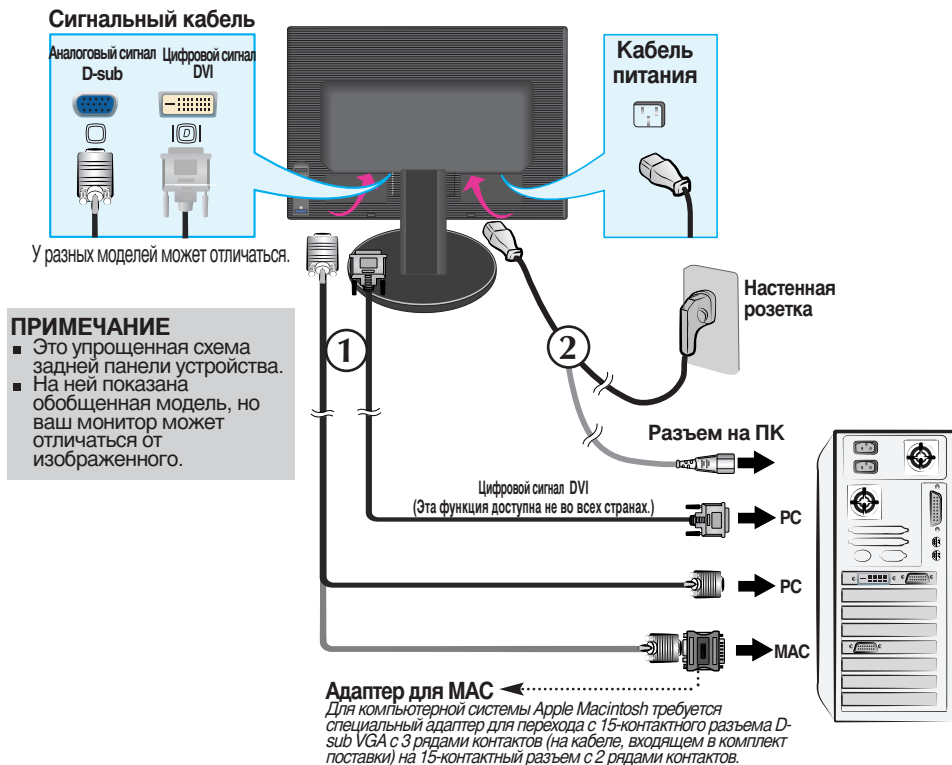 Сигнальный кабель
Аналоговый сигнал
D-sub
Цифровой сигнал
DVI
D
Кабель
питания
У разных моделей может отличаться.
ПРИМЕЧАНИЕ
Это упрощенная схема
задней панели устройства.
На ней показана
обобщенная модель, но
ваш монитор может
отличаться от
изображенного.
1
2
Настенная
розетка
Разъем на ПК
Цифровой сигнал DVI
(Эта функция доступна не во всех странах.)
PC
PC
MAC
Адаптер для MAC
Для компьютерной системы Apple Macintosh требуется
специальный адаптер для перехода с 15-контактного разъема D-
sub VGA с 3 рядами контактов (на кабеле, входящем в комплект
поставки) на 15-контактный разъем с 2 рядами контактов.